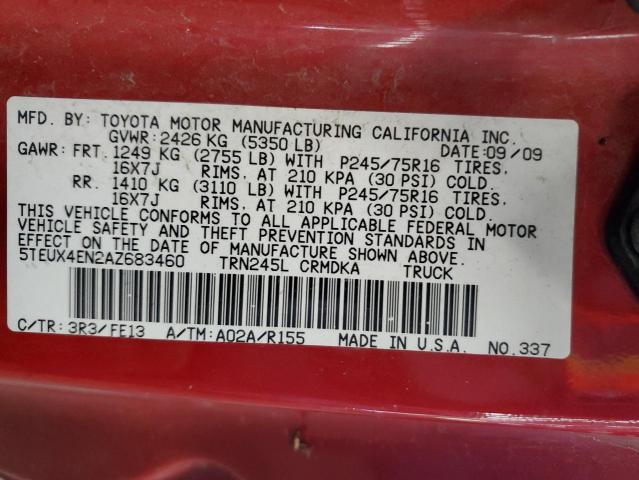 MFD. BY: TOYOTA MOTOR MANUFACTURING CALIFORNIA INC.
GVWR: 2426 KG (5350 LB) DATE: 09/09
GAWR: FRT. 1249 KG (2755 LB) WITH P245/75R16 TIRES,
16X7J RIMS, AT 210 KPA (30 PSI) COLD.
RR. 1410 KG (3110 LB) WITH P245/75R16 TIRES,
16X7J RIMS, AT 210 KPA (30 PSI) COLD.
THIS VEHICLE CONFORMS TO ALL APPLICABLE FEDERAL MOTOR
VEHICLE SAFETY AND THEFT PREVENTION STANDARDS IN
EFFECT ON THE DATE OF MANUFACTURE SHOWN ABOVE.
5TEUX4EN2AZ683460 TRN245L CRMDKA TRUCK
C/TR: 3R3/FE13 A/TM: A02A/R155 MADE IN U.S.A. NO.337